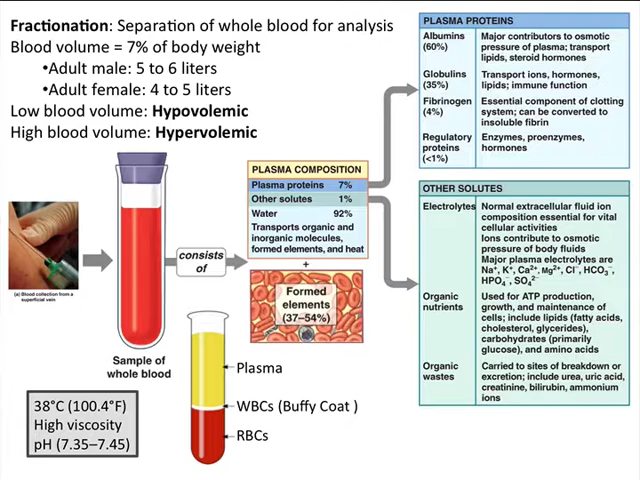 Fractionation: Separation of whole blood for analysis
Blood volume = 7% of body weight
•Adult male: 5 to 6 liters
•Adult female: 4 to 5 liters
Low blood volume: Hypovolemic
High blood volume: Hypervolemic
(a) Blood collection from a
superficial vein
Sample of
whole blood
consists
of
PLASMA COMPOSITION
Plasma proteins 7%
Other solutes 1%
Water 92%
Transports organic and
inorganic molecules,
formed elements, and heat
+
Formed
elements
(37–54%)
Plasma
WBCs (Buffy Coat )
RBCs
38°C (100.4°F)
High viscosity
pH (7.35–7.45)
PLASMA PROTEINS
Albumins
(60%)
Major contributors to osmotic
pressure of plasma; transport
lipids, steroid hormones
Globulins
(35%)
Transport ions, hormones,
lipids; immune function
Fibrinogen
(4%)
Essential component of clotting
system; can be converted to
insoluble fibrin
Regulatory
proteins
(<1%)
Enzymes, proenzymes,
hormones
OTHER SOLUTES
Electrolytes
Normal extracellular fluid ion
composition essential for vital
cellular activities
Ions contribute to osmotic
pressure of body fluids
Major plasma electrolytes are
Na⁺, K⁺, Ca²⁺, Mg²⁺, Cl⁻, HCO₃⁻,
HPO₄⁻, SO₄²⁻
Organic
nutrients
Used for ATP production,
growth, and maintenance of
cells; include lipids (fatty acids,
cholesterol, glycerides),
carbohydrates (primarily
glucose), and amino acids
Organic
wastes
Carried to sites of breakdown or
excretion; include urea, uric acid,
creatinine, bilirubin, ammonium
ions